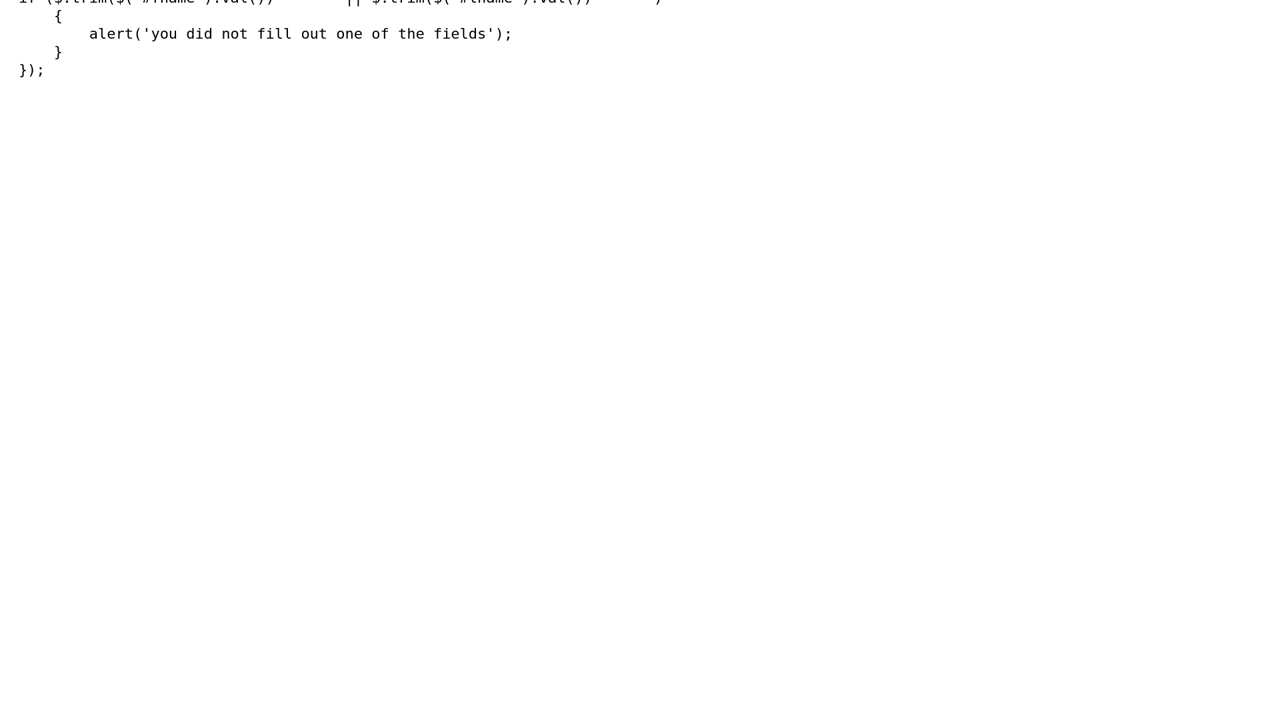 {
alert('you did not fill out one of the fields');
}
});